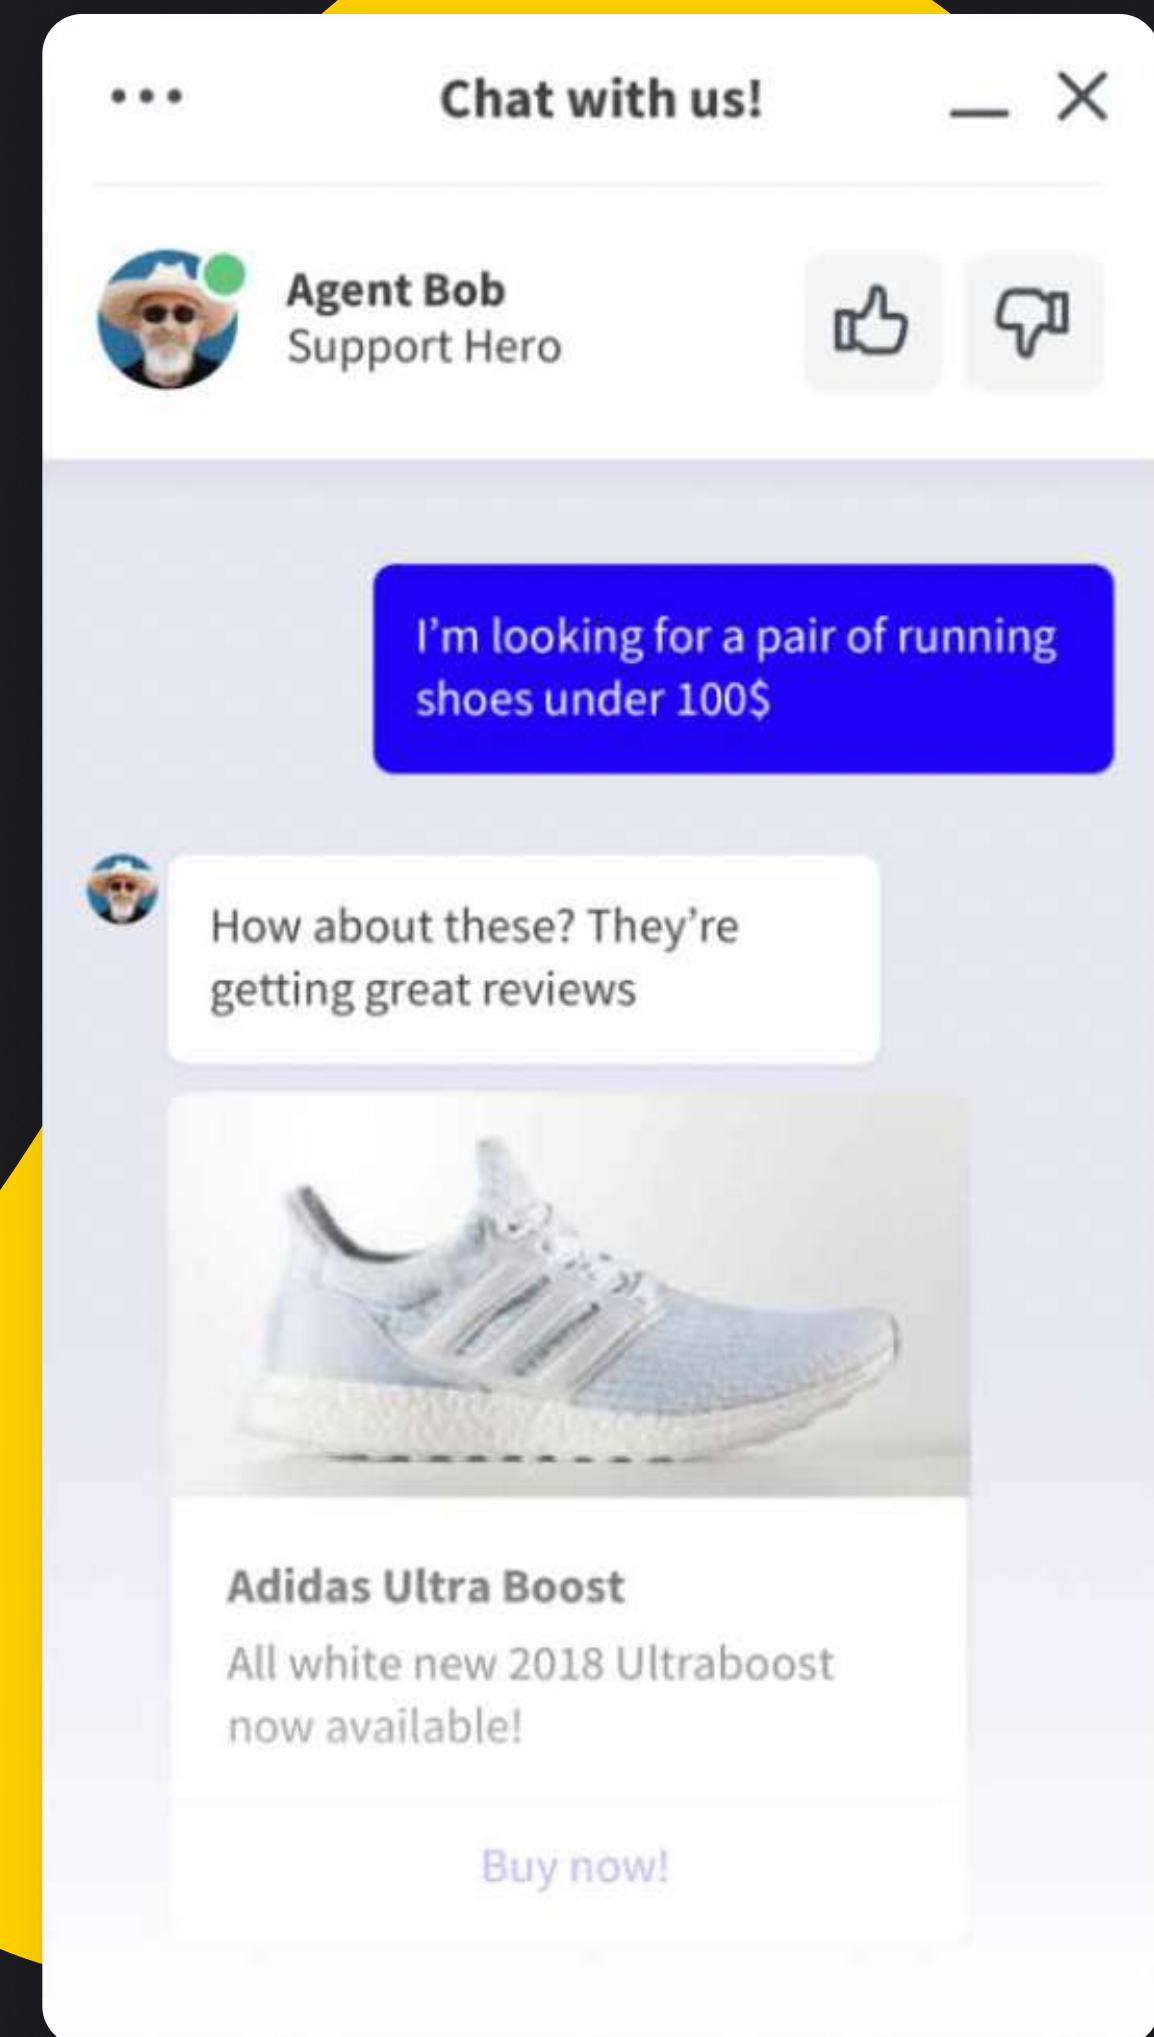 Chat with us!
Agent Bob
Support Hero
I’m looking for a pair of running
shoes under 100$
How about these? They’re
getting great reviews
Adidas Ultra Boost
All white new 2018 Ultraboost
now available!
Buy now!